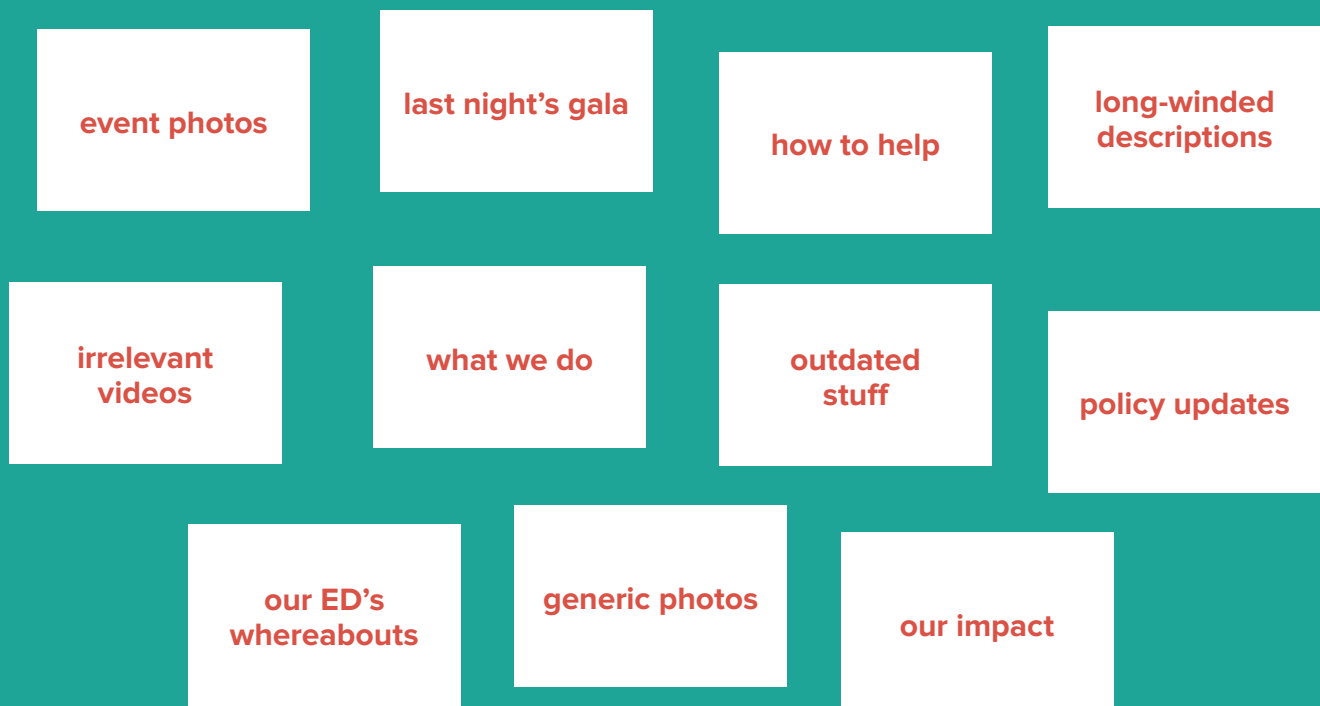 event photos
last night’s gala
how to help
long-winded
descriptions
irrelevant
videos
what we do
outdated
stuff
policy updates
our ED’s
whereabouts
generic photos
our impact